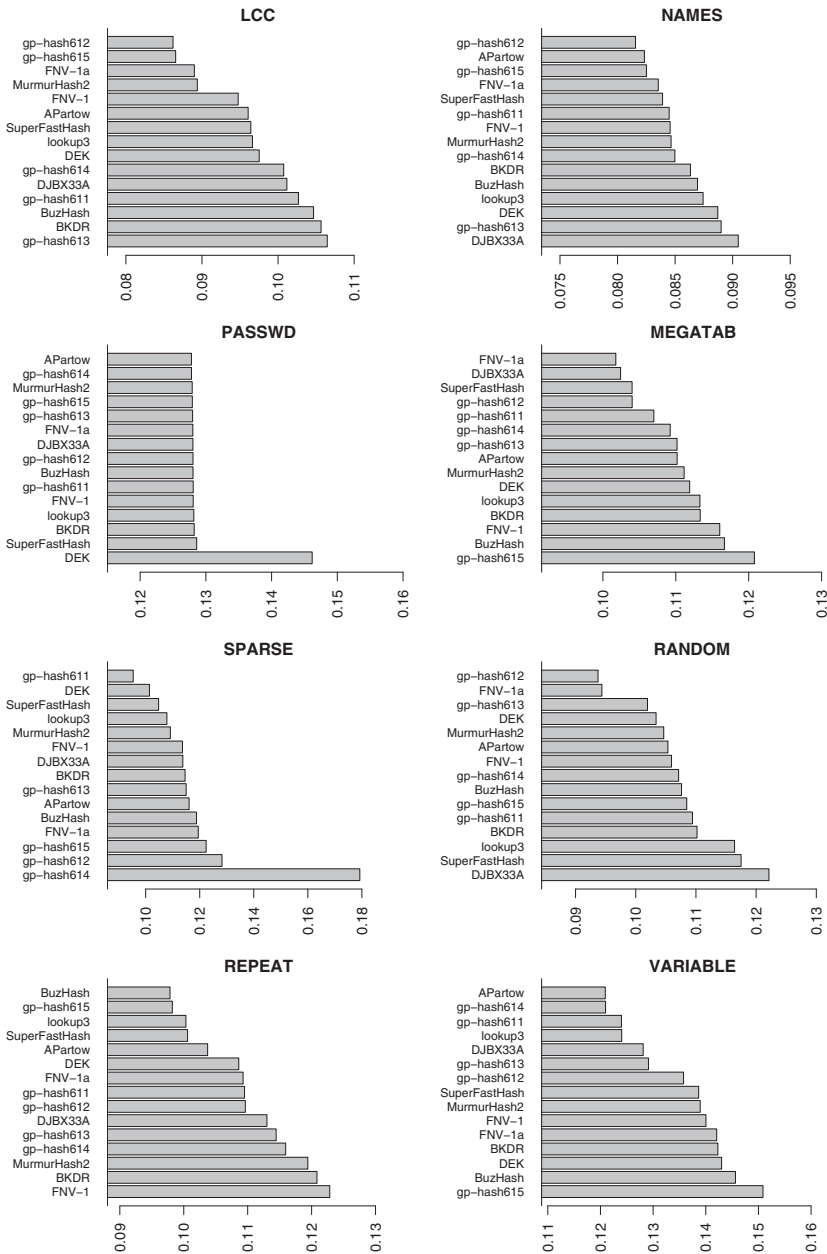 LCC
gp−hash612
gp−hash615
FNV−1a
MurmurHash2
FNV−1
APartow
SuperFastHash
lookup3
DEK
gp−hash614
DJBX33A
gp−hash611
BuzHash
BKDR
gp−hash613
0.08
0.09
0.10
0.11
NAMES
gp−hash612
APartow
gp−hash615
FNV−1a
SuperFastHash
gp−hash611
FNV−1
MurmurHash2
gp−hash614
BKDR
BuzHash
lookup3
DEK
gp−hash613
DJBX33A
0.075
0.080
0.085
0.090
0.095
PASSWD
APartow
gp−hash614
MurmurHash2
gp−hash615
gp−hash613
FNV−1a
DJBX33A
gp−hash612
BuzHash
gp−hash611
FNV−1
lookup3
BKDR
SuperFastHash
DEK
0.12
0.13
0.14
0.15
0.16
MEGATAB
FNV−1a
DJBX33A
SuperFastHash
gp−hash612
gp−hash611
gp−hash614
gp−hash613
APartow
MurmurHash2
DEK
lookup3
BKDR
FNV−1
BuzHash
gp−hash615
0.10
0.11
0.12
0.13
SPARSE
gp−hash611
DEK
SuperFastHash
lookup3
MurmurHash2
FNV−1
DJBX33A
BKDR
gp−hash613
APartow
BuzHash
FNV−1a
gp−hash615
gp−hash612
gp−hash614
0.10
0.12
0.14
0.16
0.18
RANDOM
gp−hash612
FNV−1a
gp−hash613
DEK
MurmurHash2
APartow
FNV−1
gp−hash614
BuzHash
gp−hash615
gp−hash611
BKDR
lookup3
SuperFastHash
DJBX33A
0.09
0.10
0.11
0.12
0.13
REPEAT
BuzHash
gp−hash615
lookup3
SuperFastHash
APartow
DEK
FNV−1a
gp−hash611
gp−hash612
DJBX33A
gp−hash613
gp−hash614
MurmurHash2
BKDR
FNV−1
0.09
0.10
0.11
0.12
0.13
VARIABLE
APartow
gp−hash614
gp−hash611
lookup3
DJBX33A
gp−hash613
gp−hash612
SuperFastHash
MurmurHash2
FNV−1
FNV−1a
BKDR
DEK
BuzHash
gp−hash615
0.11
0.12
0.13
0.14
0.15
0.16